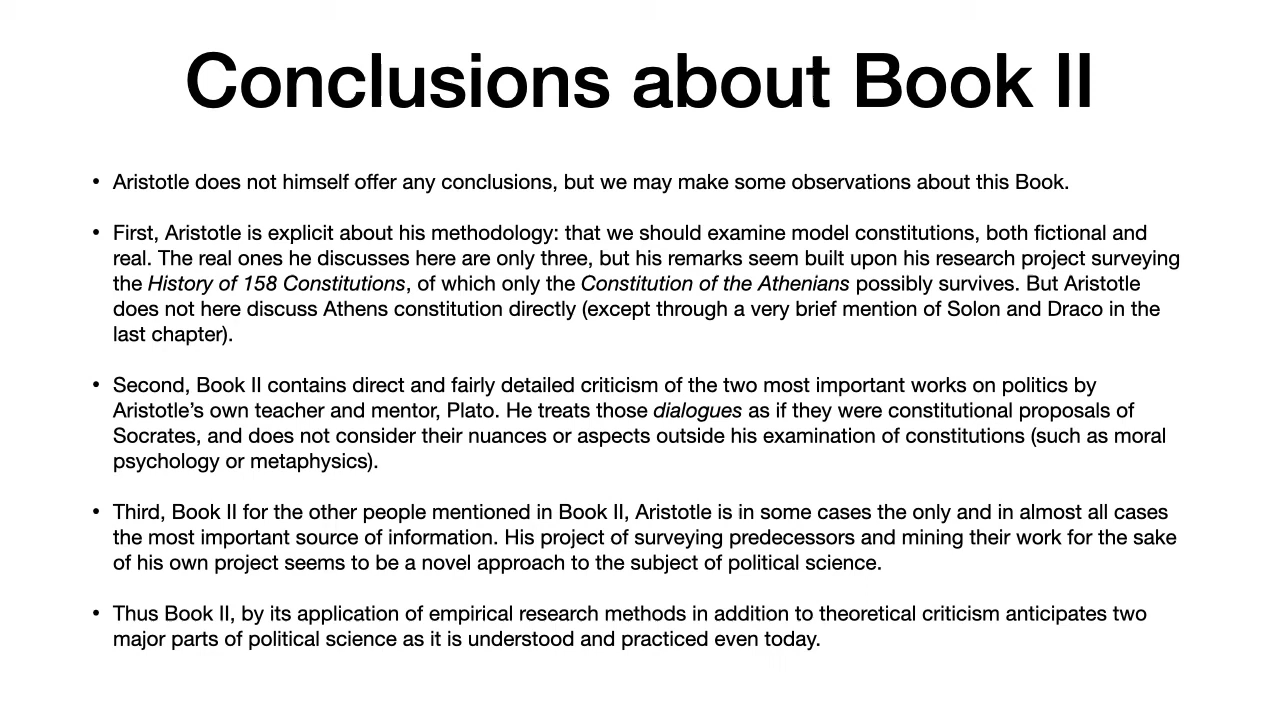 Conclusions about Book II
• Aristotle does not himself offer any conclusions, but we may make some observations about this Book.
• First, Aristotle is explicit about his methodology: that we should examine model constitutions, both fictional and
real. The real ones he discusses here are only three, but his remarks seem built upon his research project surveying
the History of 158 Constitutions, of which only the Constitution of the Athenians possibly survives. But Aristotle
does not here discuss Athens constitution directly (except through a very brief mention of Solon and Draco in the
last chapter).
• Second, Book II contains direct and fairly detailed criticism of the two most important works on politics by
Aristotle’s own teacher and mentor, Plato. He treats those dialogues as if they were constitutional proposals of
Socrates, and does not consider their nuances or aspects outside his examination of constitutions (such as moral
psychology or metaphysics).
• Third, Book II for the other people mentioned in Book II, Aristotle is in some cases the only and in almost all cases
the most important source of information. His project of surveying predecessors and mining their work for the sake
of his own project seems to be a novel approach to the subject of political science.
• Thus Book II, by its application of empirical research methods in addition to theoretical criticism anticipates two
major parts of political science as it is understood and practiced even today.